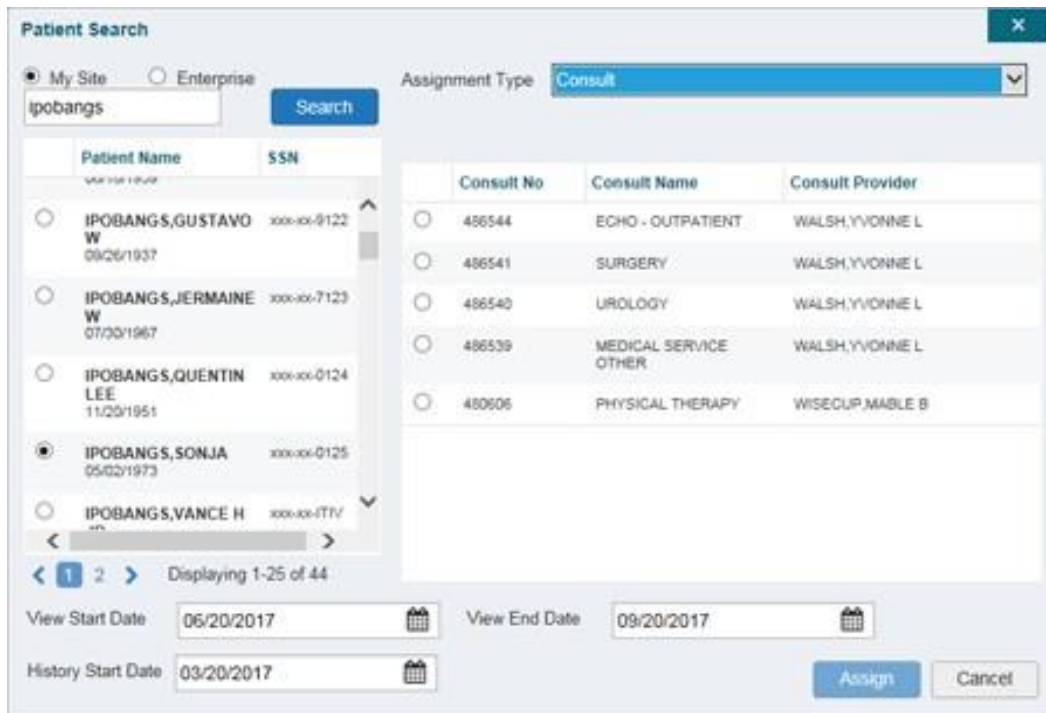 Patient Search
x
My Site Enterprise
ipobangs
Search
Assignment Type Consult
Patient Name SSN
IPOBANGS,GUSTAVO W xxx-xx-9122
09/26/1937
IPOBANGS,JERMAINE W xxx-xx-7123
07/30/1967
IPOBANGS,QUENTIN LEE xxx-xx-0124
11/20/1951
IPOBANGS,SONJA xxx-xx-0125
05/02/1973
IPOBANGS,VANCE H
1 2 Displaying 1-25 of 44
Consult No Consult Name Consult Provider
486544 ECHO - OUTPATIENT WALSH,YVONNE L
486541 SURGERY WALSH,YVONNE L
486540 UROLOGY WALSH,YVONNE L
486539 MEDICAL SERVICE OTHER WALSH,YVONNE L
480606 PHYSICAL THERAPY WISECUP,MABLE B
View Start Date 06/20/2017 View End Date 09/20/2017
History Start Date 03/20/2017
Assign Cancel